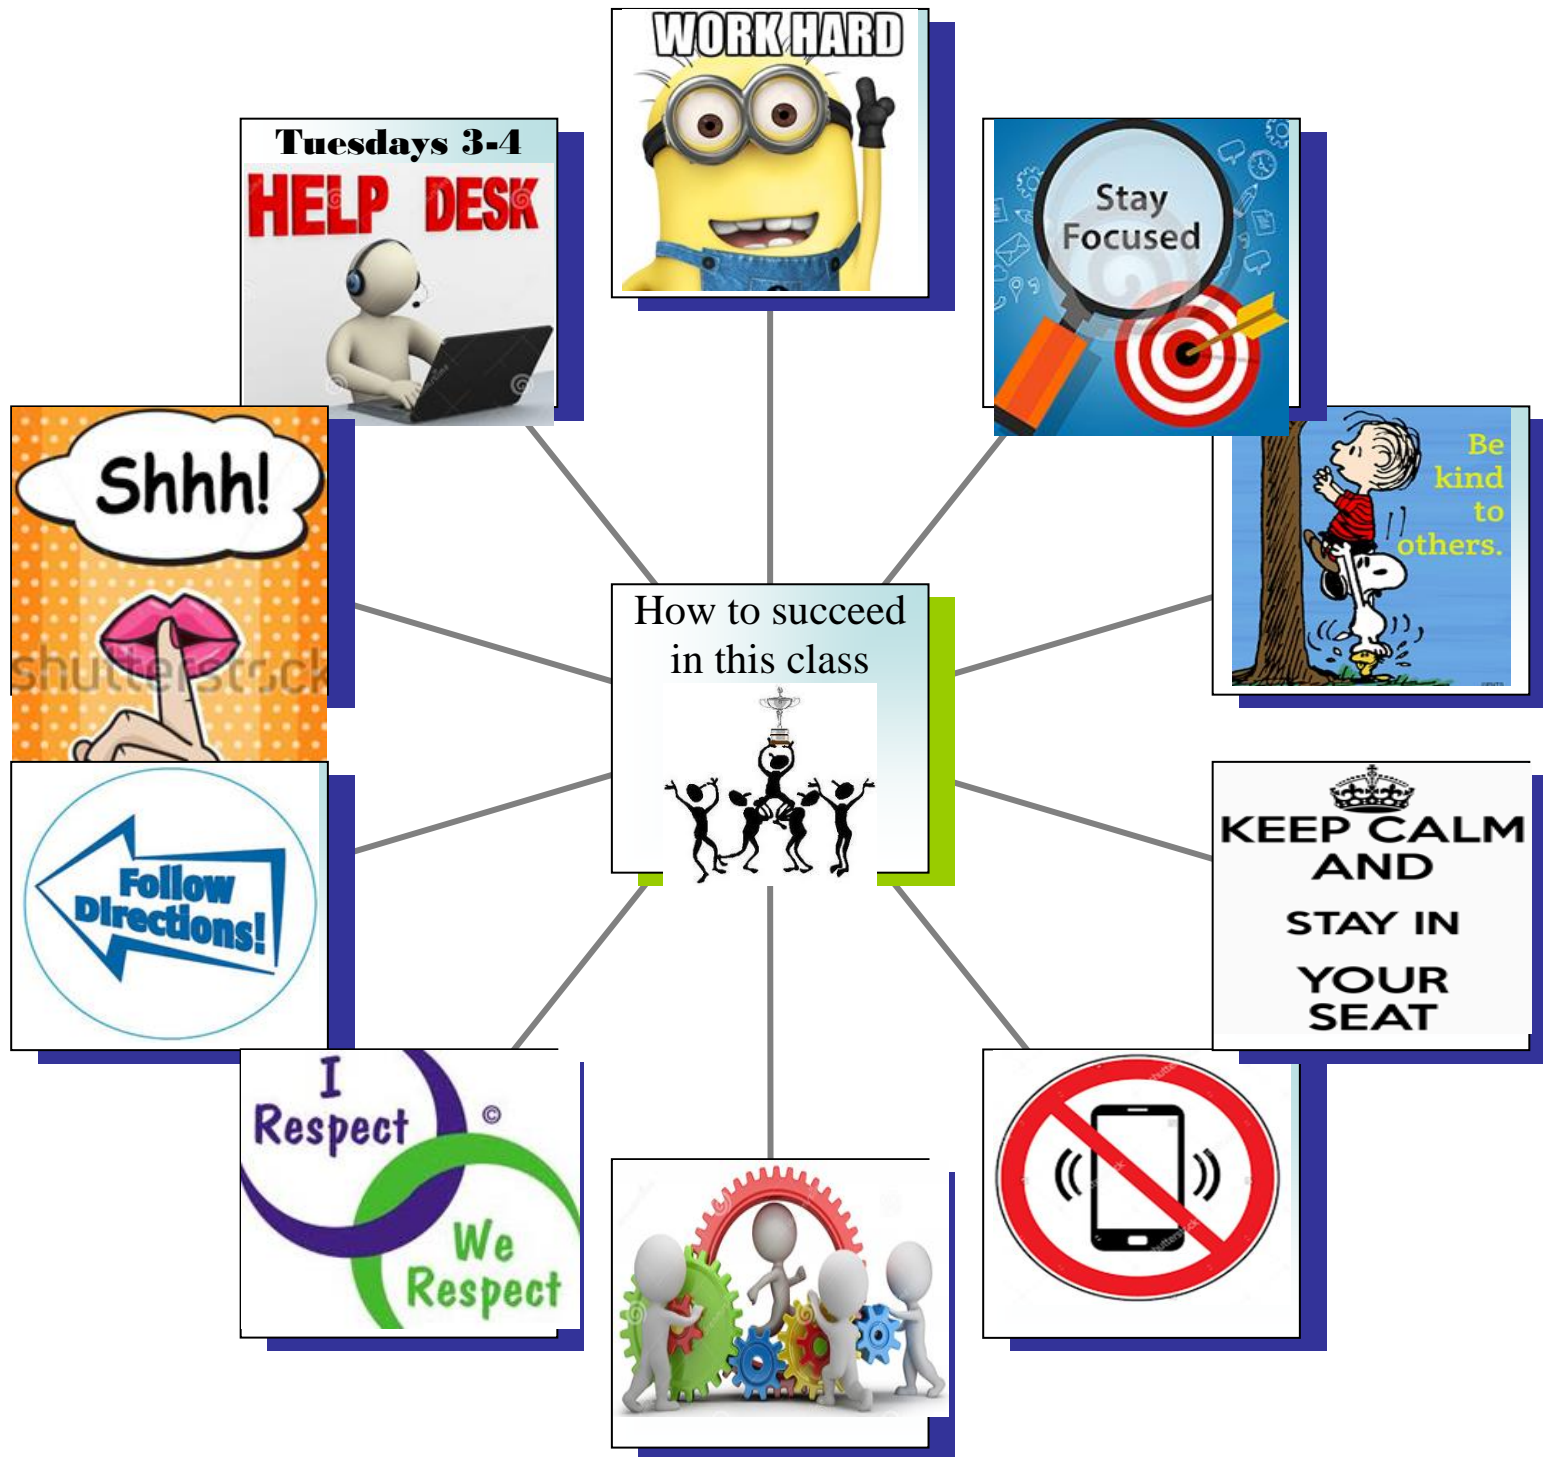 WORK HARD
Tuesdays 3-4
HELP DESK
Stay
Focused
Shhh!
shutterstock
Be
kind
to
others.
How to succeed
in this class
Follow
Directions!
KEEP CALM
AND
STAY IN
YOUR
SEAT
I
Respect
©
We
Respect